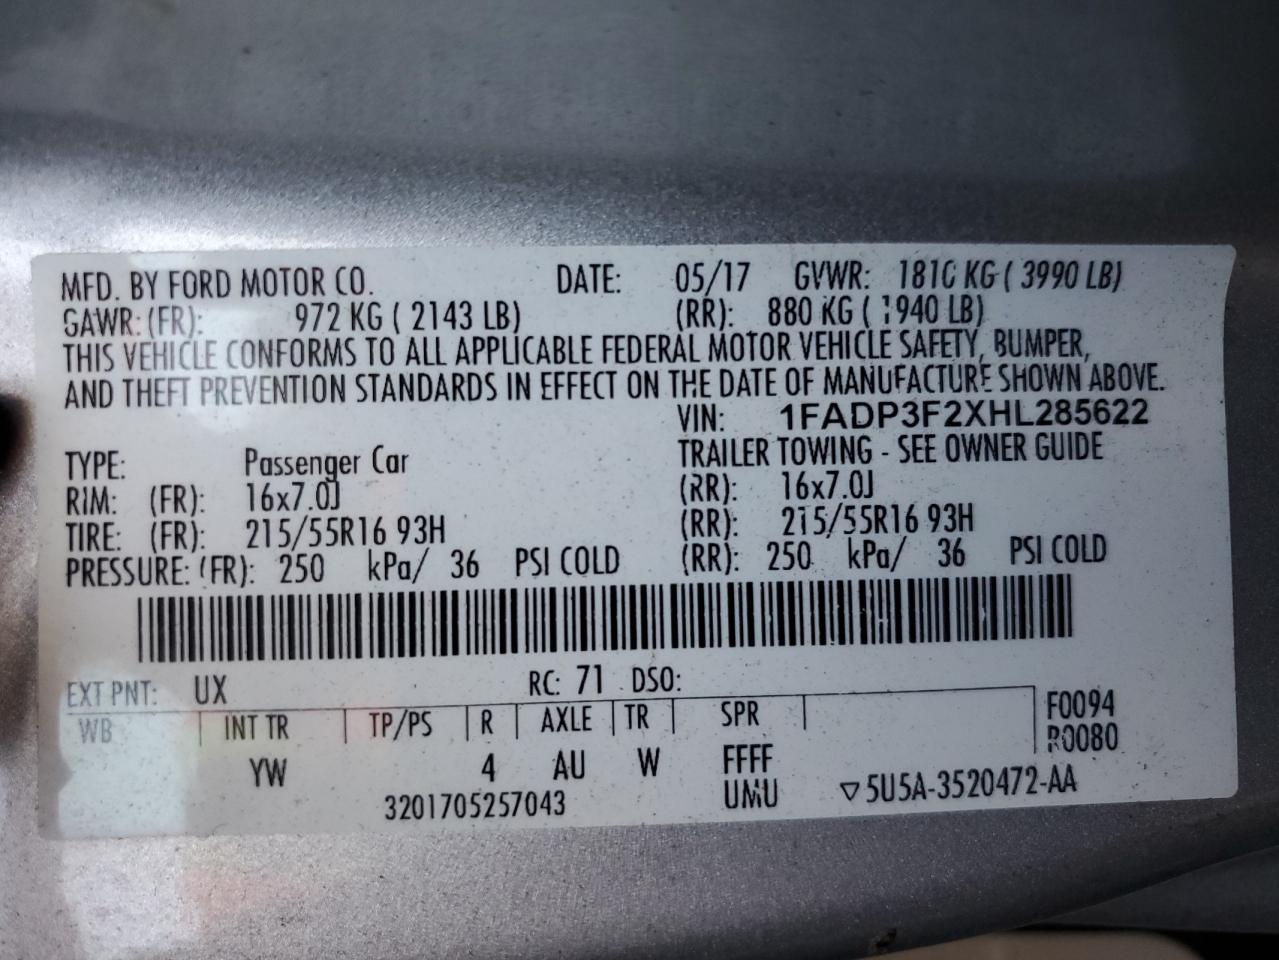 MFD. BY FORD MOTOR CO. DATE: 05/17 GVWR: 1810 KG ( 3990 LB)
GAWR: (FR): 972 KG ( 2143 LB) (RR): 880 KG ( 1940 LB)
THIS VEHICLE CONFORMS TO ALL APPLICABLE FEDERAL MOTOR VEHICLE SAFETY, BUMPER,
AND THEFT PREVENTION STANDARDS IN EFFECT ON THE DATE OF MANUFACTURE SHOWN ABOVE.
VIN: 1FADP3F2XHL285622
TYPE: Passenger Car TRAILER TOWING - SEE OWNER GUIDE
RIM: (FR): 16x7.0J (RR): 16x7.0J
TIRE: (FR): 215/55R16 93H (RR): 215/55R16 93H
PRESSURE: (FR): 250 kPa/ 36 PSI COLD (RR): 250 kPa/ 36 PSI COLD
EXT PNT: UX RC: 71 DSO:
WB INT TR TP/PS R AXLE TR SPR F0094
R0080
YW 4 AU W FFFF
3201705257043 UMU ▽5U5A-3520472-AA